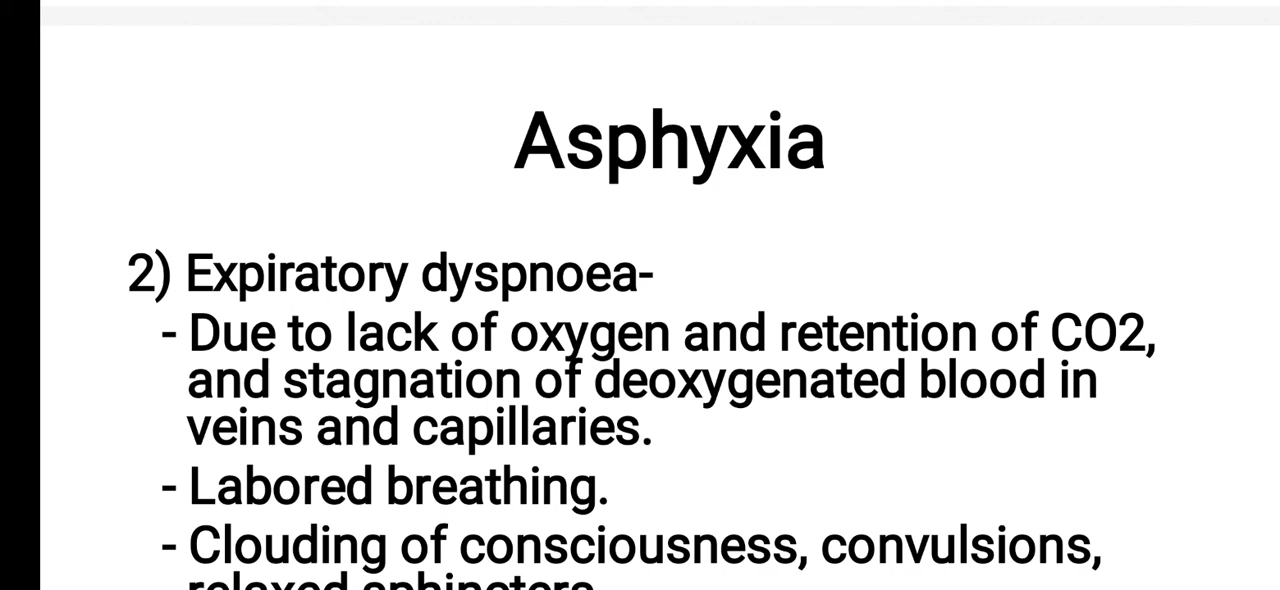 Asphyxia
2) Expiratory dyspnoea-
- Due to lack of oxygen and retention of CO2,
and stagnation of deoxygenated blood in
veins and capillaries.
- Labored breathing.
- Clouding of consciousness, convulsions,
relaxed sphincters